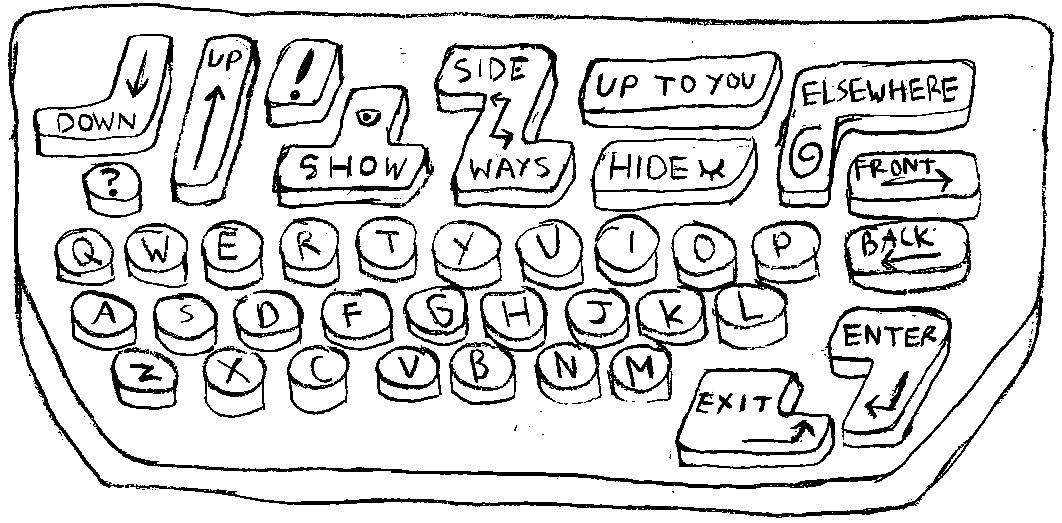 DOWN
UP
!
SHOW
SIDE
WAYS
UP TO YOU
HIDE
ELSEWHERE
FRONT
BACK
?
Q W E R T Y U I O P
A S D F G H J K L
Z X C V B N M
ENTER
EXIT